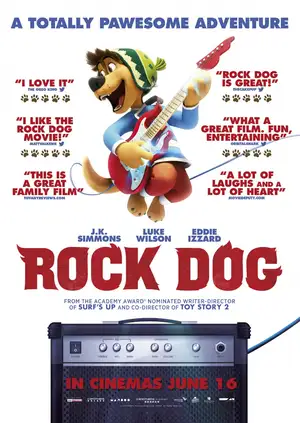 A TOTALLY PAWESOME ADVENTURE
"I LOVE IT"
THE DODO KING
"ROCK DOG
IS GREAT!"
"I LIKE THE
ROCK DOG
MOVIE!"
"WHAT A
GREAT FILM. FUN,
ENTERTAINING"
"THIS IS A
GREAT
FAMILY FILM"
"A LOT OF
LAUGHS AND A
LOT OF HEART"
J.K. SIMMONS
LUKE WILSON
EDDIE IZZARD
ROCK DOG
FROM THE ACADEMY AWARD® NOMINATED WRITER-DIRECTOR
OF SURF'S UP AND CO-DIRECTOR OF TOY STORY 2
IN CINEMAS JUNE 16